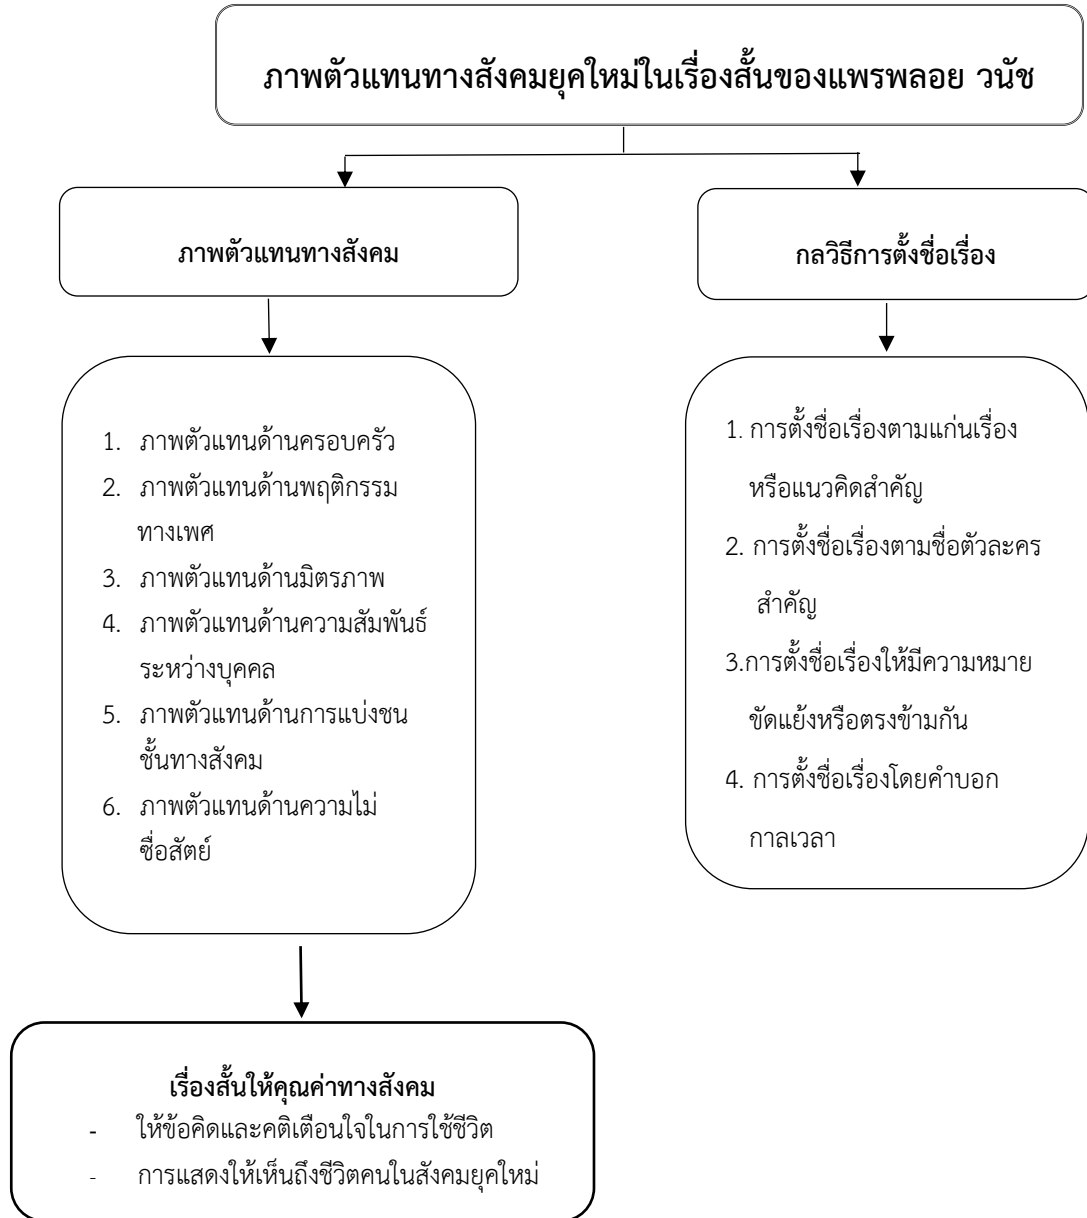 ภาพตัวแทนทางสังคมยุคใหม่ในเรื่องสั้นของแพรพลอย วนัช
ภาพตัวแทนทางสังคม
กลวิธีการตั้งชื่อเรื่อง
1. ภาพตัวแทนด้านครอบครัว
2. ภาพตัวแทนด้านพฤติกรรม
ทางเพศ
3. ภาพตัวแทนด้านมิตรภาพ
4. ภาพตัวแทนด้านความสัมพันธ์
ระหว่างบุคคล
5. ภาพตัวแทนด้านการแบ่งชน
ชั้นทางสังคม
6. ภาพตัวแทนด้านความไม่
ซื่อสัตย์
1. การตั้งชื่อเรื่องตามแก่นเรื่อง
หรือแนวคิดสำคัญ
2. การตั้งชื่อเรื่องตามชื่อตัวละคร
สำคัญ
3.การตั้งชื่อเรื่องให้มีความหมาย
ขัดแย้งหรือตรงข้ามกัน
4. การตั้งชื่อเรื่องโดยคำบอก
กาลเวลา
เรื่องสั้นให้คุณค่าทางสังคม
- ให้ข้อคิดและคติเตือนใจในการใช้ชีวิต
- การแสดงให้เห็นถึงชีวิตคนในสังคมยุคใหม่